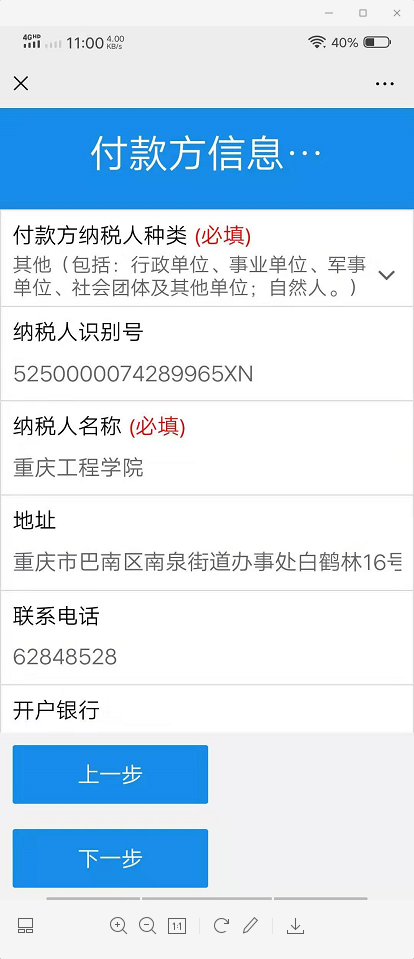 4G HD 11:00 4.00 KB/s 40%
付款方信息…
付款方纳税人种类 (必填)
其他（包括：行政单位、事业单位、军事
单位、社会团体及其他单位；自然人。）
纳税人识别号
5250000074289965XN
纳税人名称 (必填)
重庆工程学院
地址
重庆市巴南区南泉街道办事处白鹤林16号
联系电话
62848528
开户银行
上一步
下一步
1:1